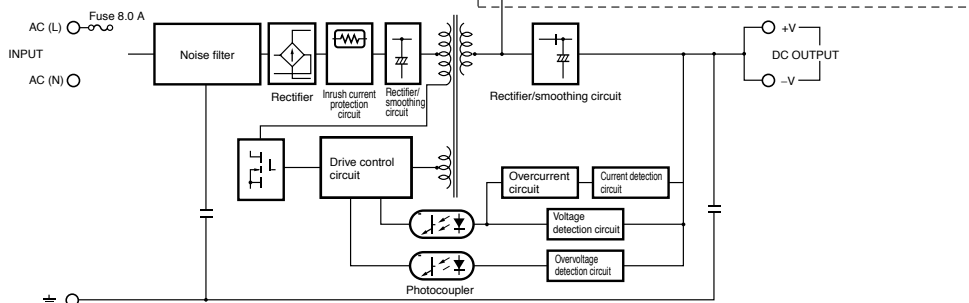 Fuse 8.0 A
AC (L)
INPUT
AC (N)
Noise filter
Rectifier
Inrush current
protection
circuit
Rectifier/
smoothing
circuit
Rectifier/smoothing circuit
+V
DC OUTPUT
–V
Drive control
circuit
Overcurrent
circuit
Current detection
circuit
Voltage
detection circuit
Overvoltage
detection circuit
Photocoupler